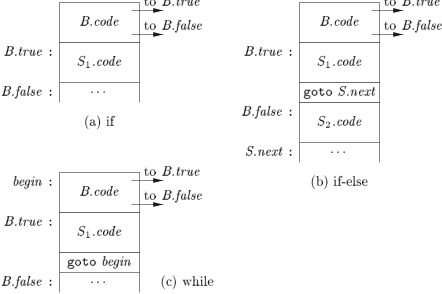 to B.true
B.code
to B.false
B.true :
S₁.code
B.false :
· · ·
(a) if
to B.true
B.code
to B.false
B.true :
S₁.code
goto S.next
B.false :
S₂.code
S.next :
· · ·
(b) if-else
begin :
to B.true
B.code
to B.false
B.true :
S₁.code
goto begin
B.false :
· · ·
(c) while